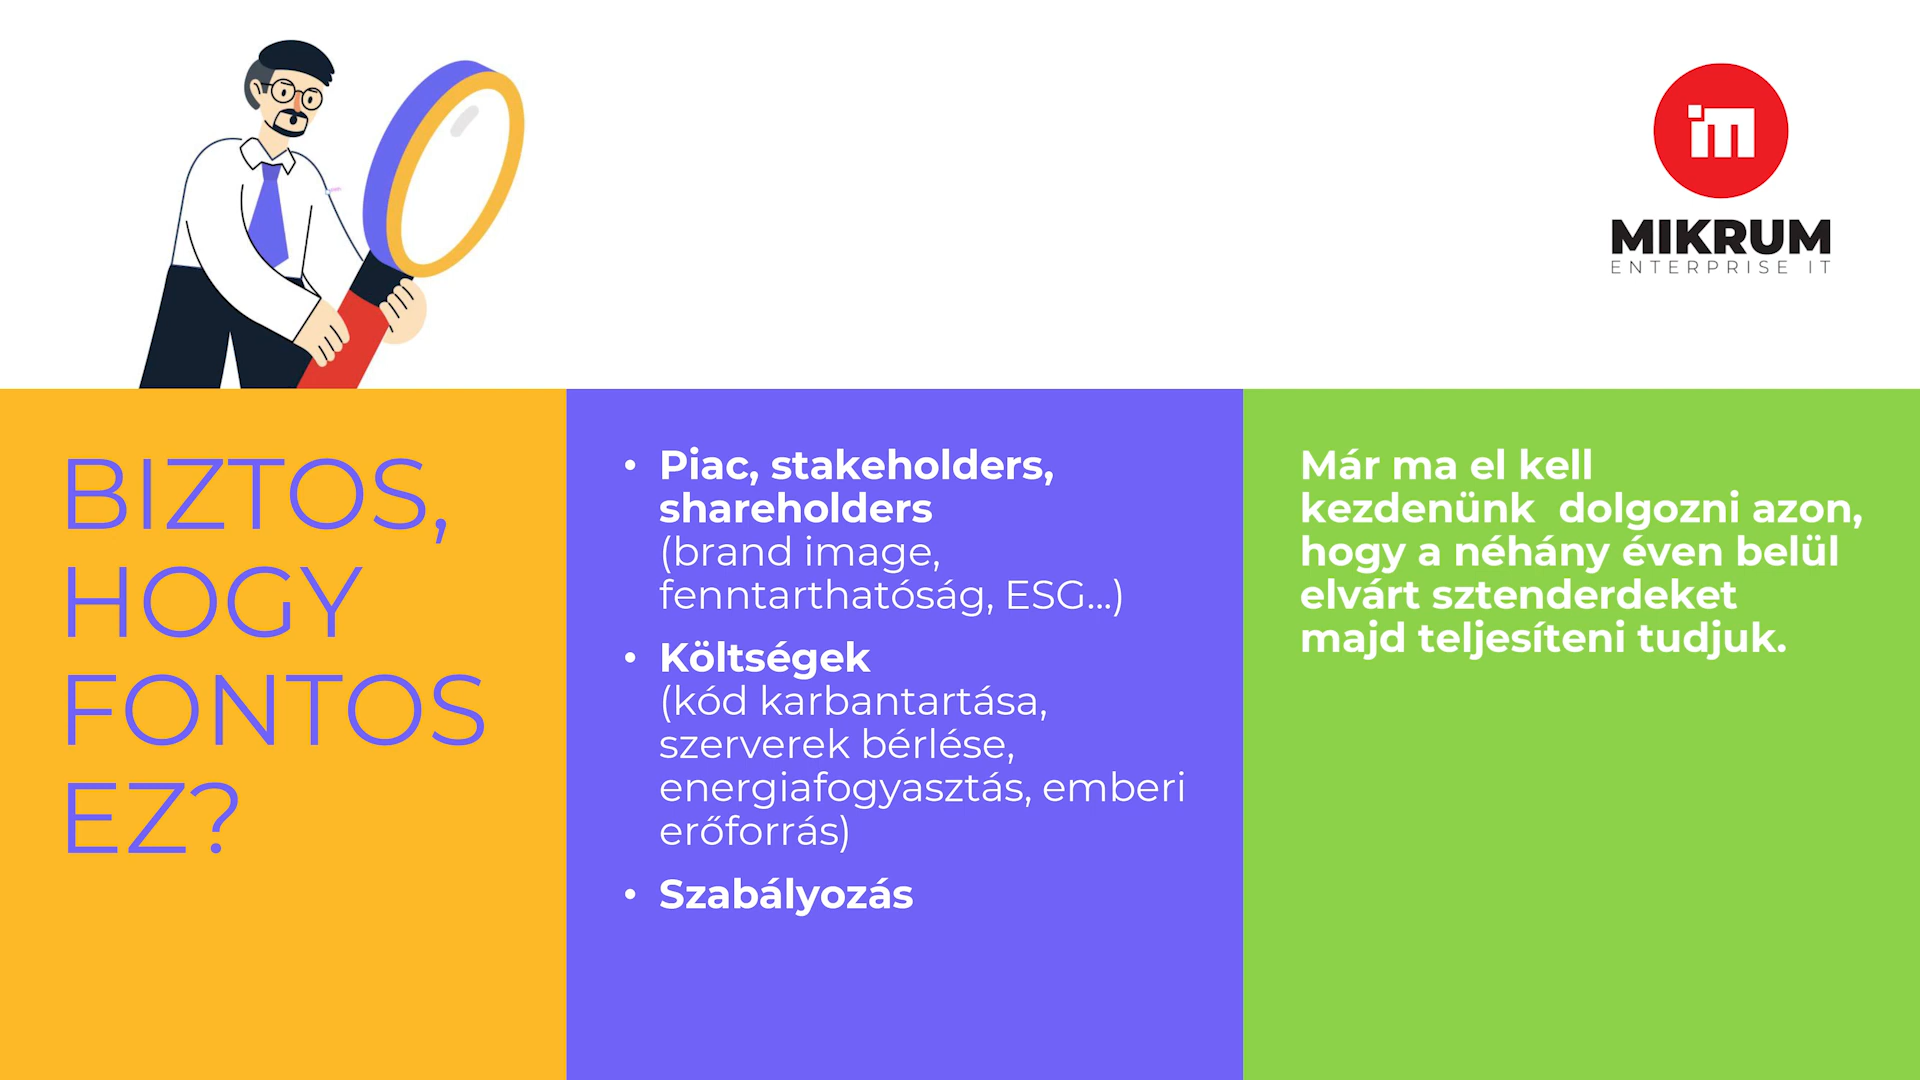 MIKRUM
ENTERPRISE IT
BIZTOS,
HOGY
FONTOS
EZ?
• Piac, stakeholders,
shareholders
(brand image,
fenntarthatóság, ESG...)
• Költségek
(kód karbantartása,
szerverek bérlése,
energiafogyasztás, emberi
erőforrás)
• Szabályozás
Már ma el kell
kezdenünk  dolgozni azon,
hogy a néhány éven belül
elvárt sztenderdeket
majd teljesíteni tudjuk.